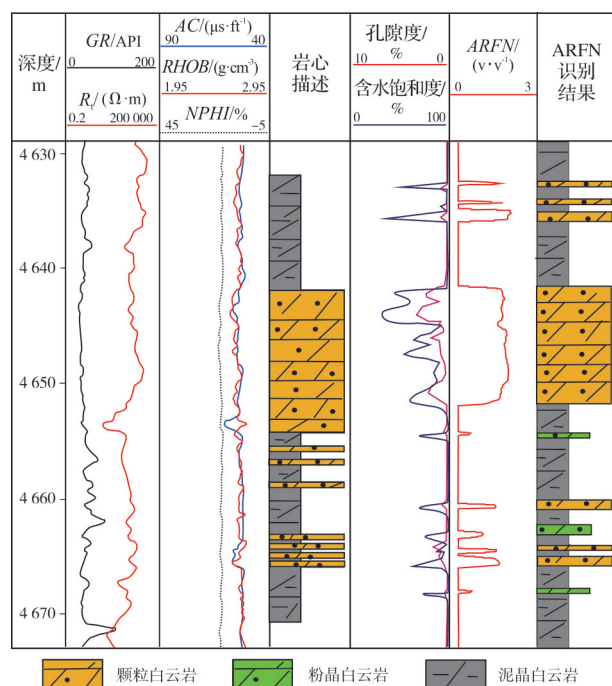 深度/
m
GR/API
0 200
Rt/(Ω·m)
0.2 200 000
AC/(μs·ft⁻¹)
90 40
RHOB/(g·cm³)
1.95 2.95
NPHI/%
45 -5
岩心
描述
孔隙度/
%
10 0
含水饱和度/
%
0 100
ARFN/
(v·v⁻¹)
0 3
ARFN
识别
结果
4 630
4 640
4 650
4 660
4 670
颗粒白云岩
粉晶白云岩
泥晶白云岩